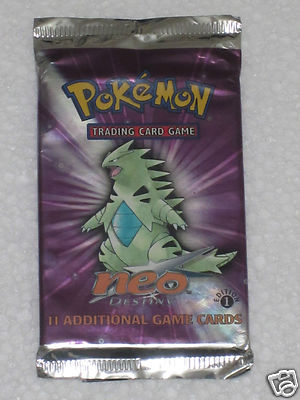 POKéMON
TRADING CARD GAME
neo
DESTINY
EDITION
1
11 ADDITIONAL GAME CARDS